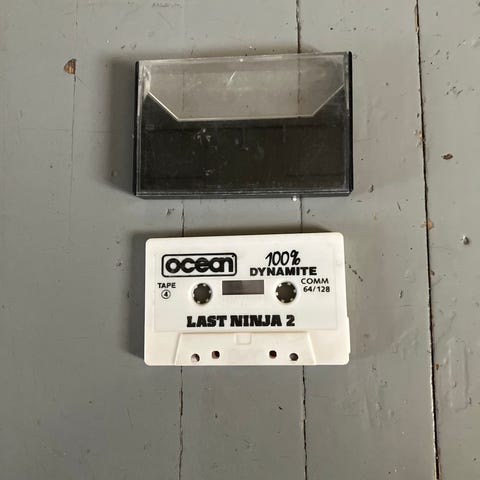 ocean
100%
DYNAMITE
TAPE
4
COMM
64/128
LAST NINJA 2